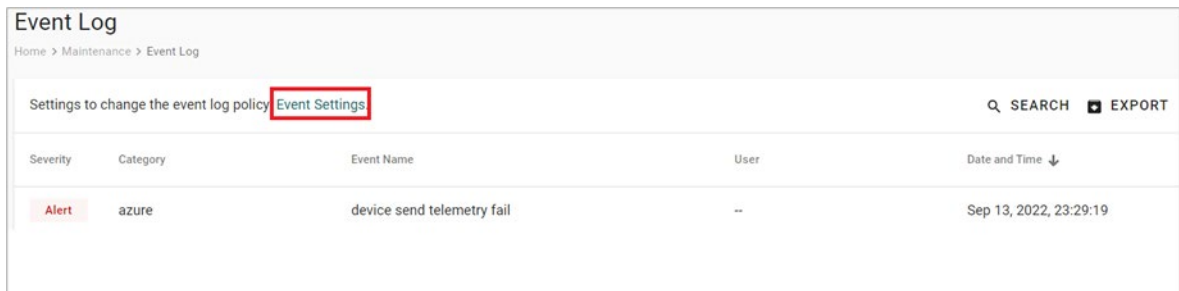 Event Log
Home > Maintenance > Event Log
Settings to change the event log policy Event Settings.
SEARCH EXPORT
Severity Category Event Name User Date and Time
Alert azure device send telemetry fail -- Sep 13, 2022, 23:29:19